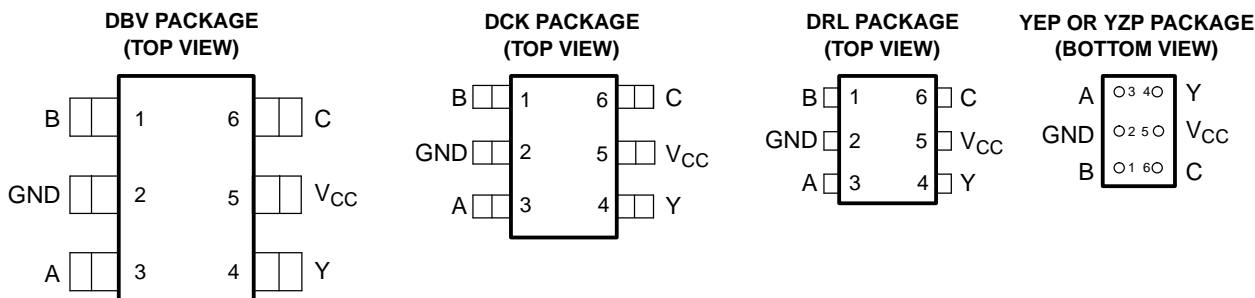 DBV PACKAGE
(TOP VIEW)
B 1 6 C
GND 2 5 VCC
A 3 4 Y
DCK PACKAGE
(TOP VIEW)
B 1 6 C
GND 2 5 VCC
A 3 4 Y
DRL PACKAGE
(TOP VIEW)
B 1 6 C
GND 2 5 VCC
A 3 4 Y
YEP OR YZP PACKAGE
(BOTTOM VIEW)
A 3 4 Y
GND 2 5 VCC
B 1 6 C